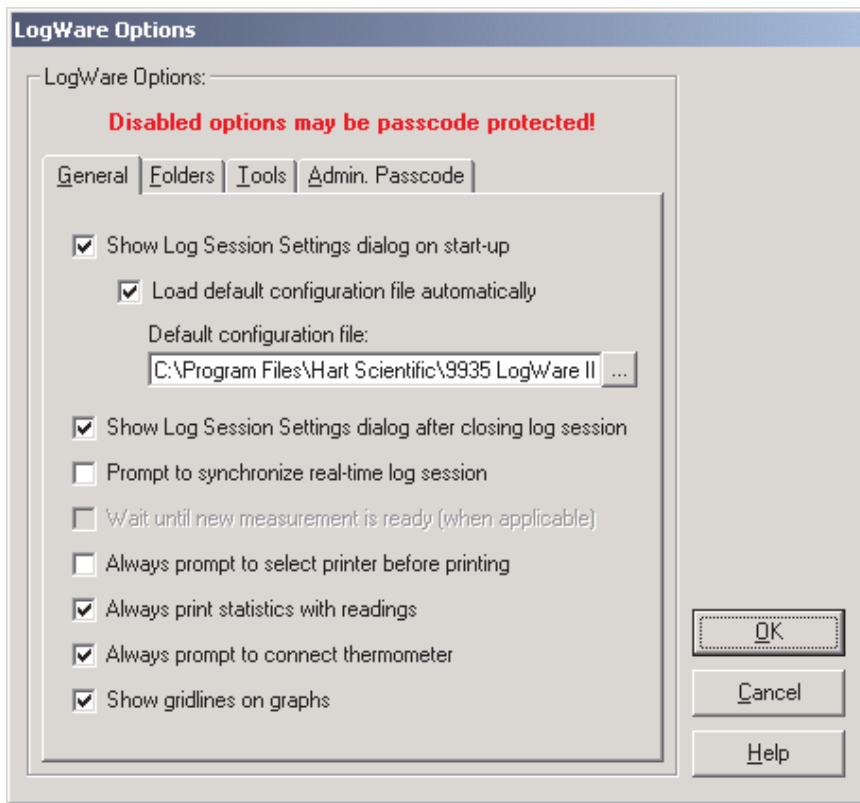 LogWare Options
LogWare Options:
Disabled options may be passcode protected!
General Folders Tools Admin. Passcode
Show Log Session Settings dialog on start-up
Load default configuration file automatically
Default configuration file:
C:\Program Files\Hart Scientific\9935 LogWare II ...
Show Log Session Settings dialog after closing log session
Prompt to synchronize real-time log session
Wait until new measurement is ready (when applicable)
Always prompt to select printer before printing
Always print statistics with readings
Always prompt to connect thermometer
Show gridlines on graphs
OK
Cancel
Help